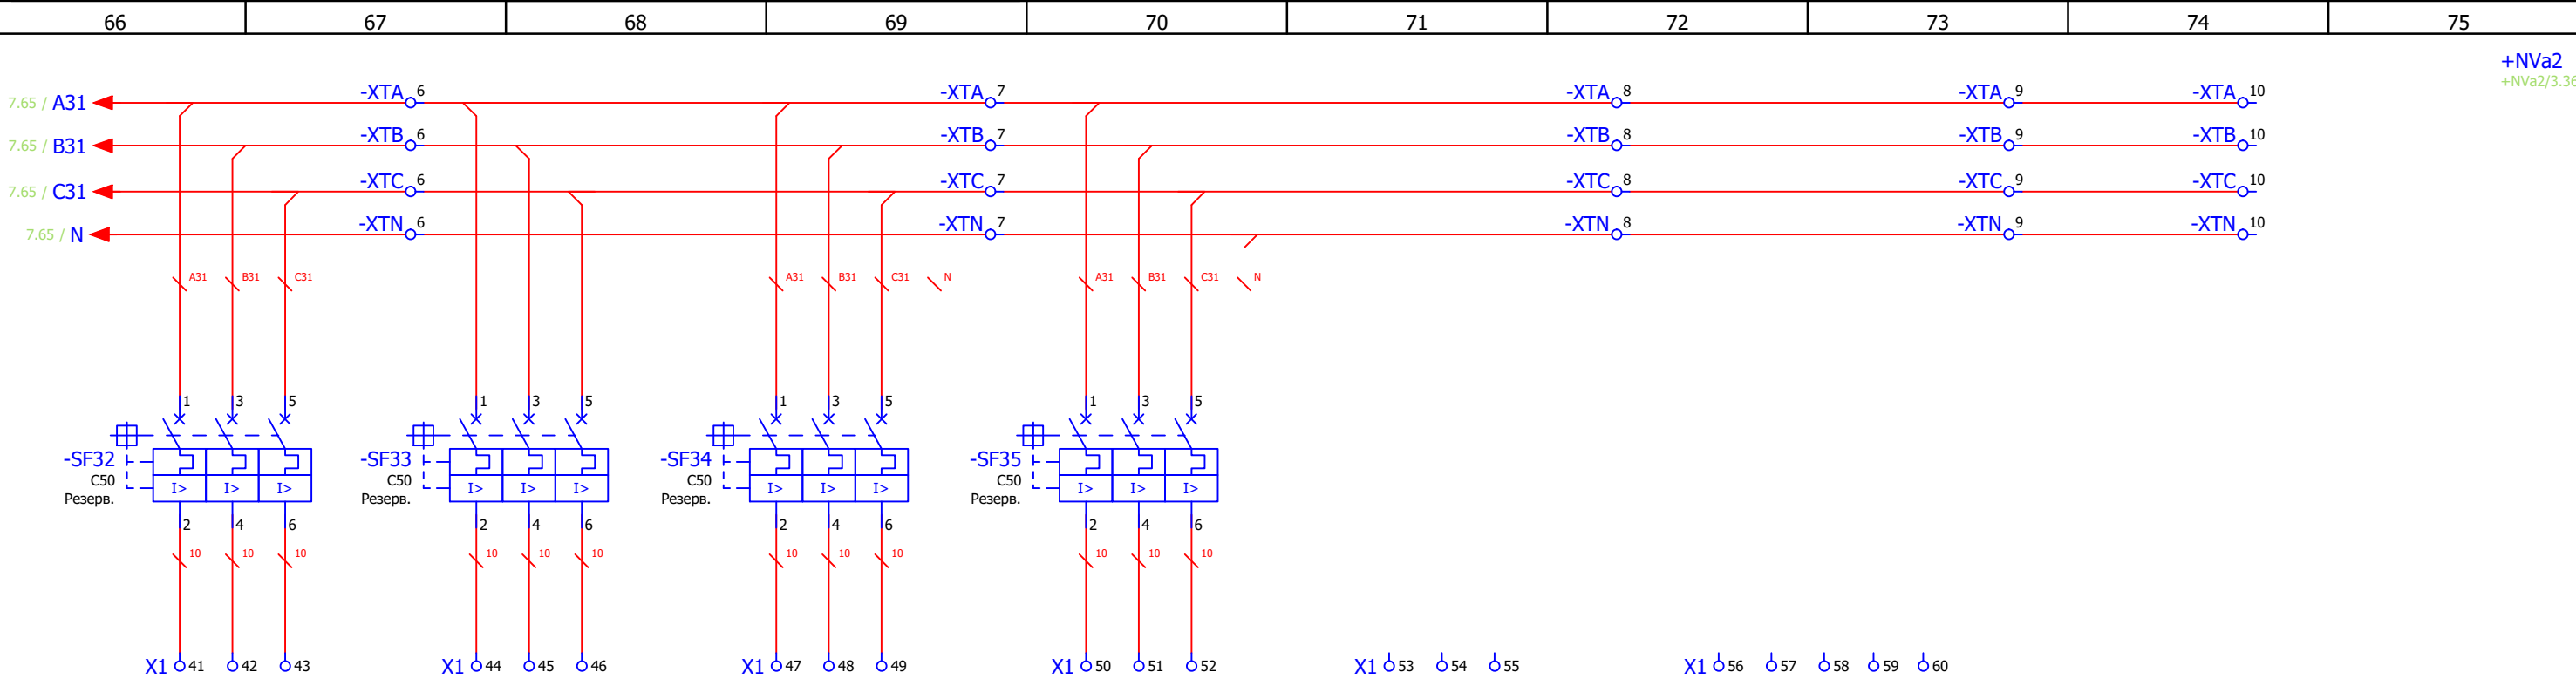 66 67 68 69 70 71 72 73 74 75
+NVa2
+NVa2/3.36
7.65 / A31 -XTA 6 -XTA 7 -XTA 8 -XTA 9 -XTA 10
7.65 / B31 -XTB 6 -XTB 7 -XTB 8 -XTB 9 -XTB 10
7.65 / C31 -XTC 6 -XTC 7 -XTC 8 -XTC 9 -XTC 10
7.65 / N -XTN 6 -XTN 7 -XTN 8 -XTN 9 -XTN 10
A31 B31 C31 A31 B31 C31 N A31 B31 C31 N
1 3 5 1 3 5 1 3 5 1 3 5
-SF32 -SF33 -SF34 -SF35
C50 C50 C50 C50
I> I> I> I> I> I> I> I> I> I> I> I>
Резерв. Резерв. Резерв. Резерв.
2 4 6 2 4 6 2 4 6 2 4 6
10 10 10 10 10 10 10 10 10 10 10 10
X1 41 42 43 X1 44 45 46 X1 47 48 49 X1 50 51 52 X1 53 54 55 X1 56 57 58 59 60